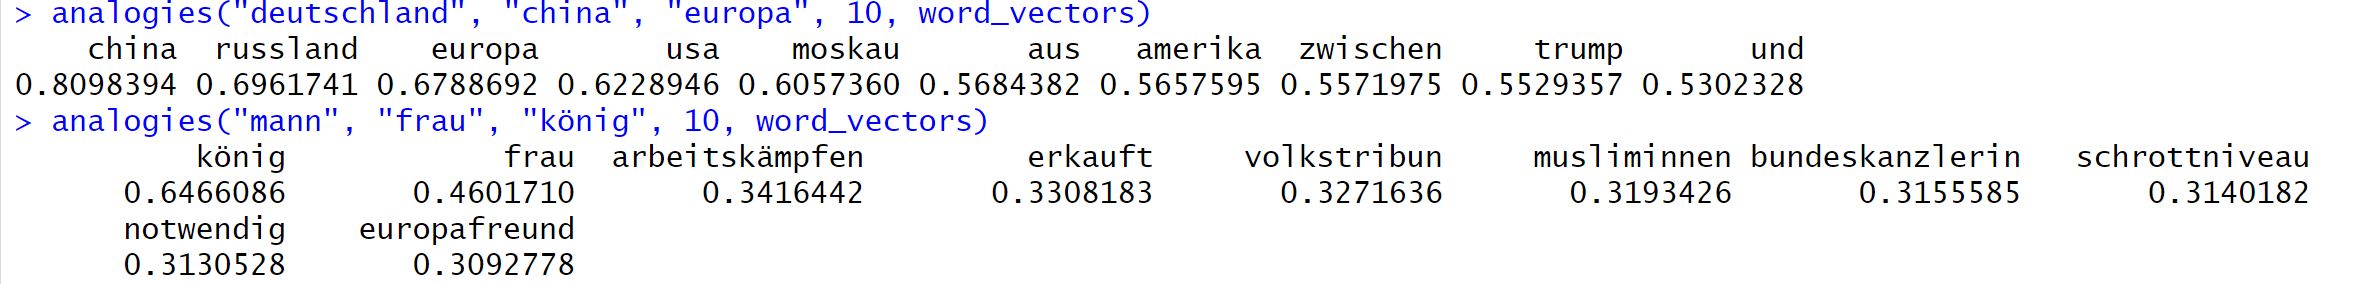 > analogies("deutschland", "china", "europa", 10, word_vectors)
china russland europa usa moskau aus amerika zwischen trump und
0.8098394 0.6961741 0.6788692 0.6228946 0.6057360 0.5684382 0.5657595 0.5571975 0.5529357 0.5302328
> analogies("mann", "frau", "könig", 10, word_vectors)
könig frau arbeitskämpfen erkauft volkstribun musliminnen bundeskanzlerin schrottniveau
0.6466086 0.4601710 0.3416442 0.3308183 0.3271636 0.3193426 0.3155585 0.3140182
notwendig europafreund
0.3130528 0.3092778